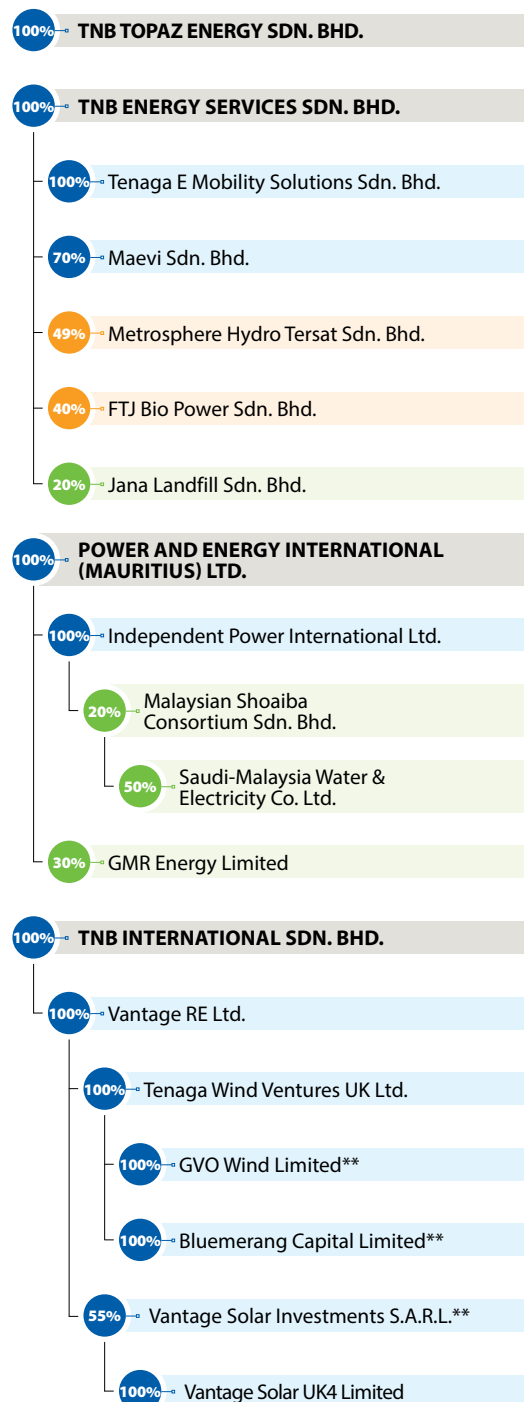 100% TNB TOPAZ ENERGY SDN. BHD.
100% TNB ENERGY SERVICES SDN. BHD.
100% Tenaga E Mobility Solutions Sdn. Bhd.
70% Maevi Sdn. Bhd.
49% Metrosphere Hydro Tersat Sdn. Bhd.
40% FTJ Bio Power Sdn. Bhd.
20% Jana Landfill Sdn. Bhd.
100% POWER AND ENERGY INTERNATIONAL
(MAURITIUS) LTD.
100% Independent Power International Ltd.
20% Malaysian Shoaiba
Consortium Sdn. Bhd.
50% Saudi-Malaysia Water &
Electricity Co. Ltd.
30% GMR Energy Limited
100% TNB INTERNATIONAL SDN. BHD.
100% Vantage RE Ltd.
100% Tenaga Wind Ventures UK Ltd.
100% GVO Wind Limited**
100% Bluemerang Capital Limited**
55% Vantage Solar Investments S.A.R.L.**
100% Vantage Solar UK4 Limited